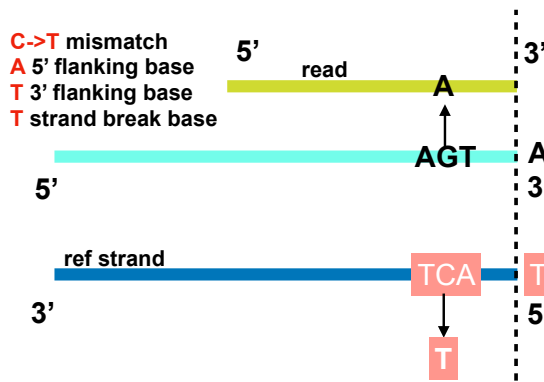 C->T mismatch
A 5’ flanking base
T 3’ flanking base
T strand break base
5’
read
3’
A
AGT
A
5’
3
ref strand
TCA
T
3’
5
T